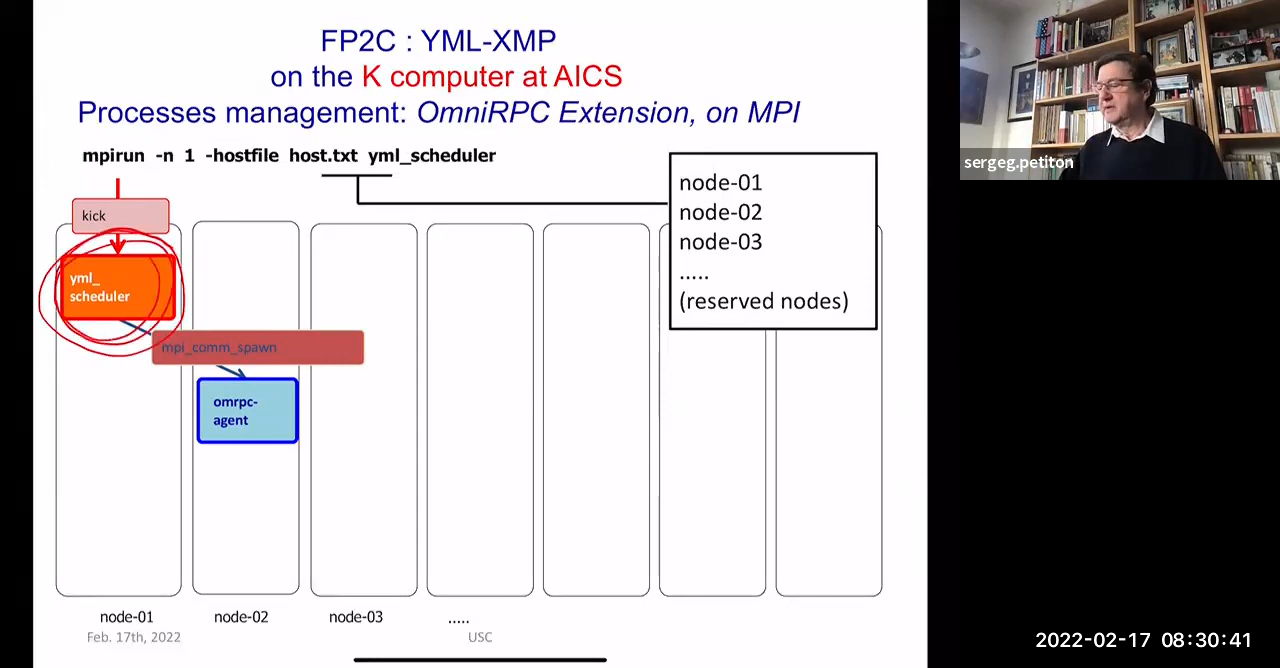 FP2C : YML-XMP
on the K computer at AICS
Processes management: OmniRPC Extension, on MPI
mpirun -n 1 -hostfile host.txt yml_scheduler
kick
yml_
scheduler
mpi_comm_spawn
omrpc-
agent
node-01
node-02
node-03
.....
(reserved nodes)
node-01
node-02
node-03
.....
Feb. 17th, 2022
USC
sergeg.petiton
2022-02-17 08:30:41